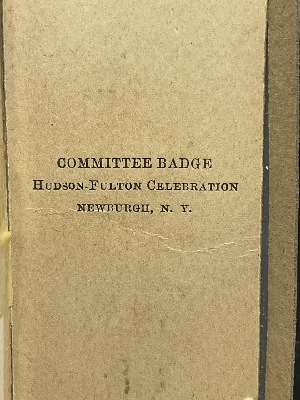 COMMITTEE BADGE
HUDSON-FULTON CELEBRATION
NEWBURGH, N. Y.